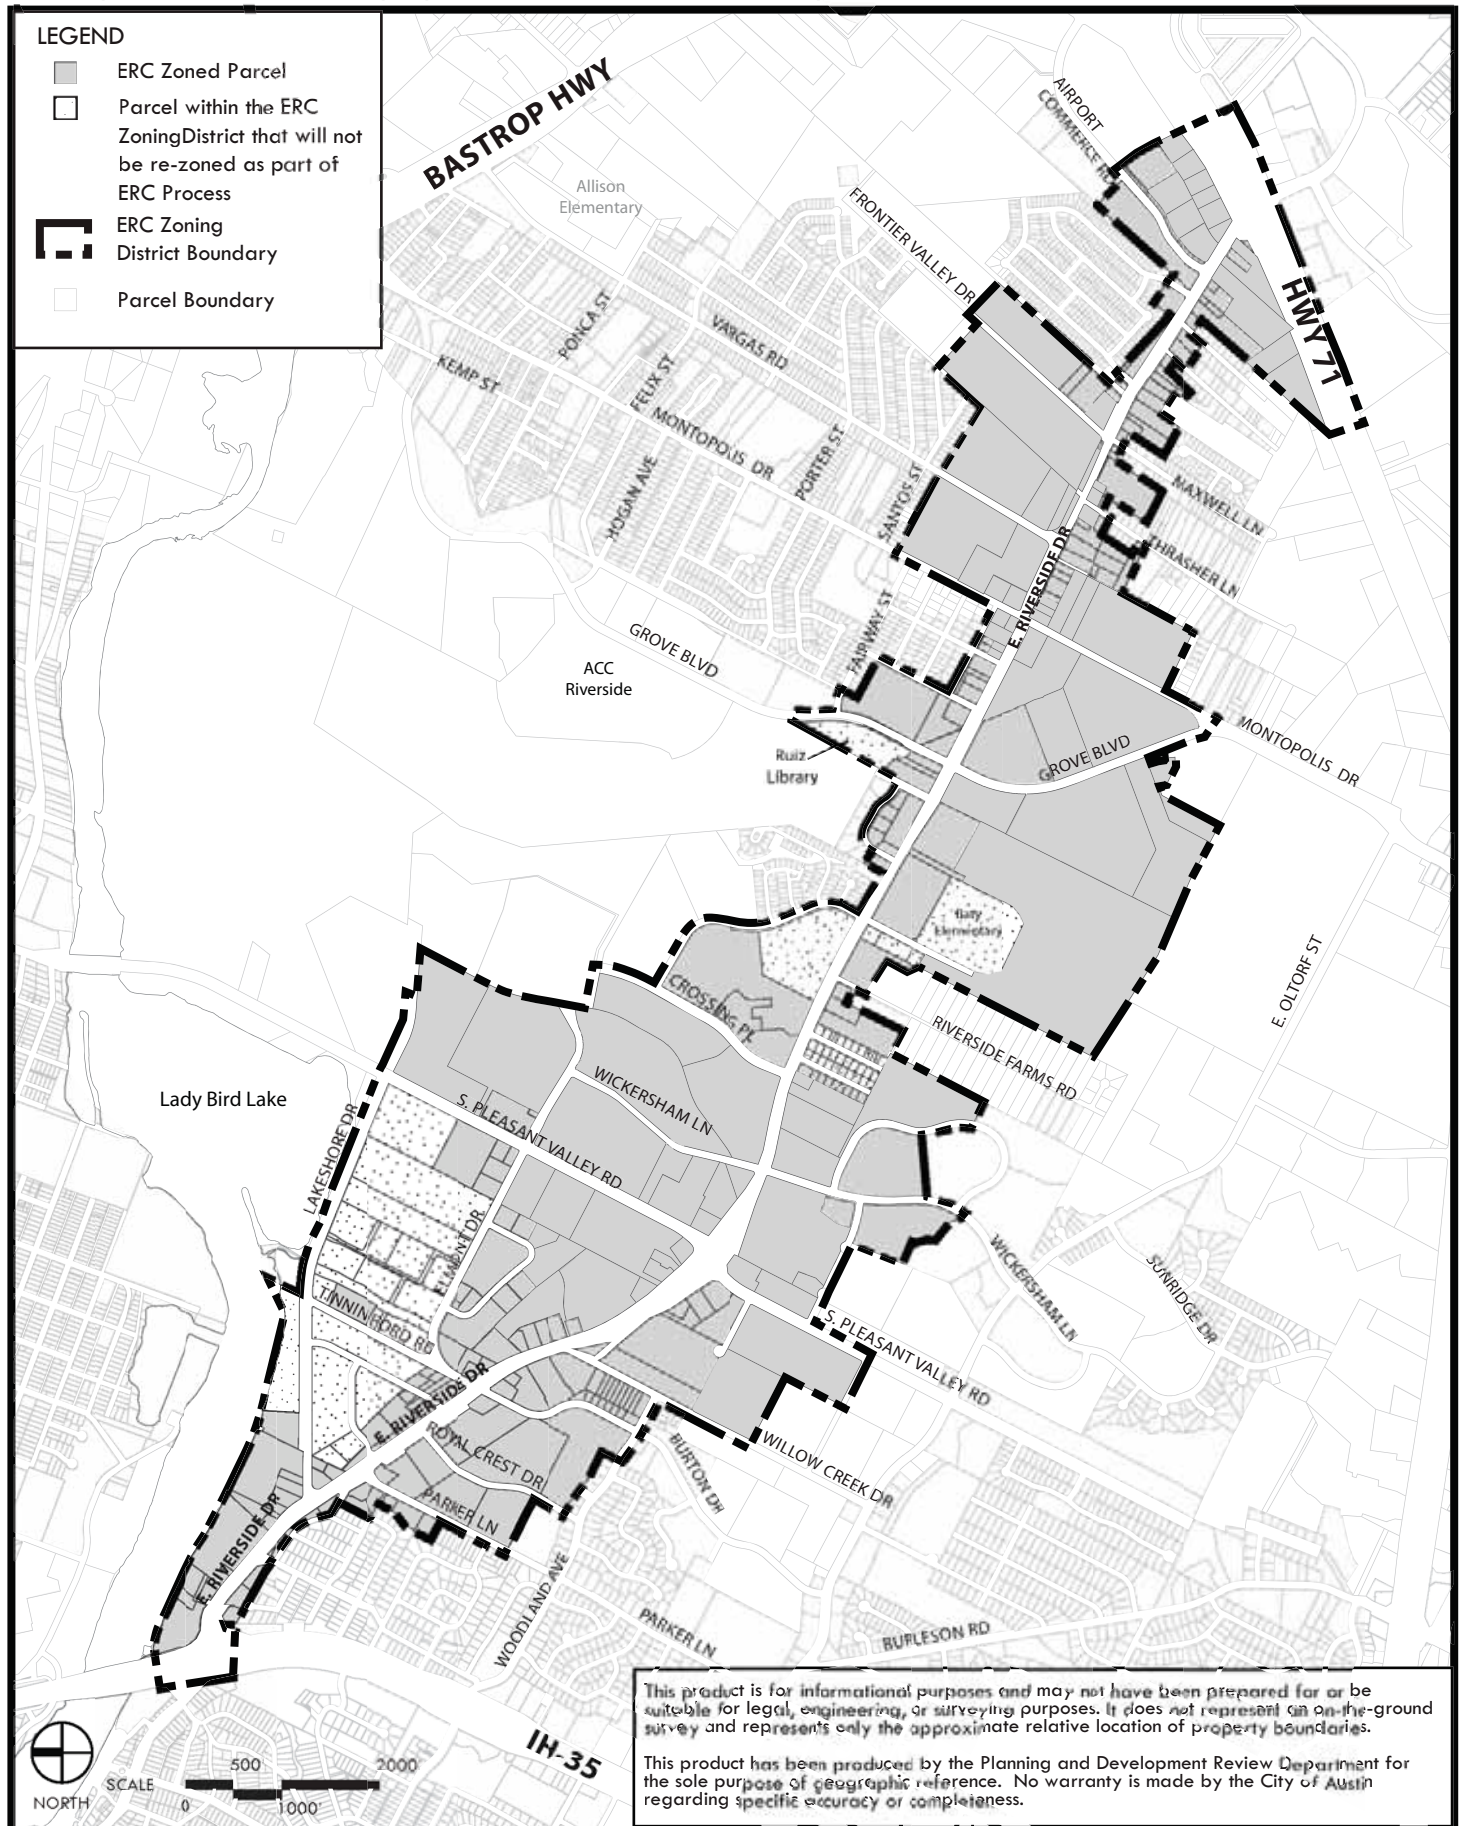 LEGEND
ERC Zoned Parcel
Parcel within the ERC
ZoningDistrict that will not
be re-zoned as part of
ERC Process
ERC Zoning
District Boundary
Parcel Boundary
BASTROP HWY
Allison
Elementary
AIRPORT
COMMERCE RD
FRONTIER VALLEY DR
HWY 71
PONCA ST
VARGAS RD
KEMP ST
FELIX ST
MONTOPOLIS DR
PORTER ST
HOGAN AVE
SANTOS ST
MAXWELL LN
THRASHER LN
E. RIVERSIDE DR
FAIRWAY ST
GROVE BLVD
ACC
Riverside
Ruiz
Library
GROVE BLVD
MONTOPOLIS DR
Baty
Elementary
E. OLTORF ST
CROSSING PL
RIVERSIDE FARMS RD
Lady Bird Lake
LAKESHORE DR
S. PLEASANT VALLEY RD
WICKERSHAM LN
ELMONT DR
TINNIN FORD RD
WICKERSHAM LN
SUNRIDGE DR
S. PLEASANT VALLEY RD
E. RIVERSIDE DR
ROYAL CREST DR
PARKER LN
BURTON DR
WILLOW CREEK DR
E. RIVERSIDE DR
WOODLAND AVE
PARKER LN
BURLESON RD
IH-35
NORTH
SCALE
500
2000
0
1000
This product is for informational purposes and may not have been prepared for or be
suitable for legal, engineering, or surveying purposes. It does not represent an on-the-ground
survey and represents only the approximate relative location of property boundaries.
This product has been produced by the Planning and Development Review Department for
the sole purpose of geographic reference. No warranty is made by the City of Austin
regarding specific accuracy or completeness.